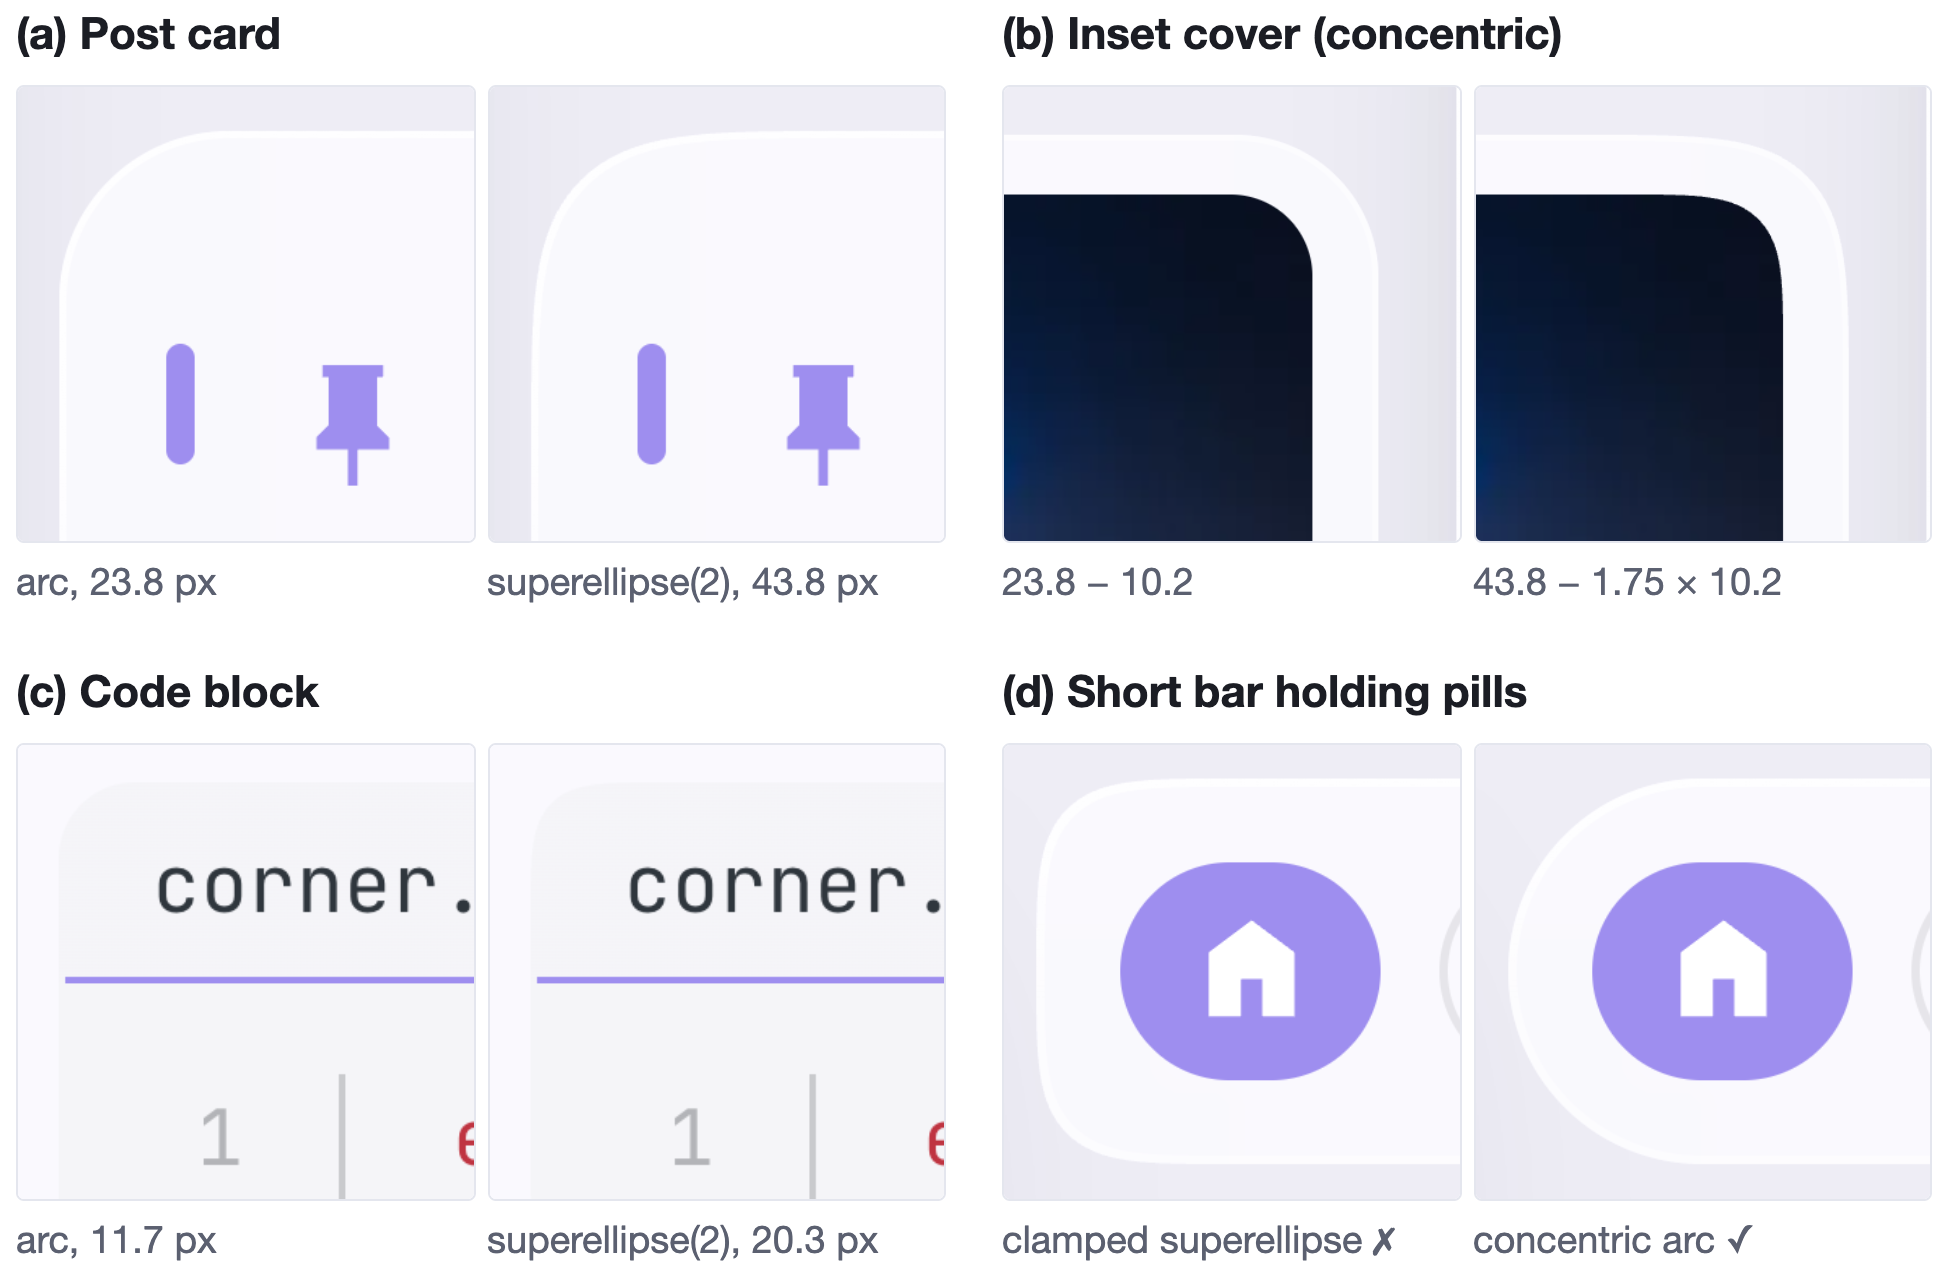 (a) Post card
(b) Inset cover (concentric)
arc, 23.8 px
superellipse(2), 43.8 px
23.8 – 10.2
43.8 – 1.75 × 10.2
(c) Code block
(d) Short bar holding pills
corner.
1
e
corner.
1
e
arc, 11.7 px
superellipse(2), 20.3 px
clamped superellipse ✗
concentric arc ✓